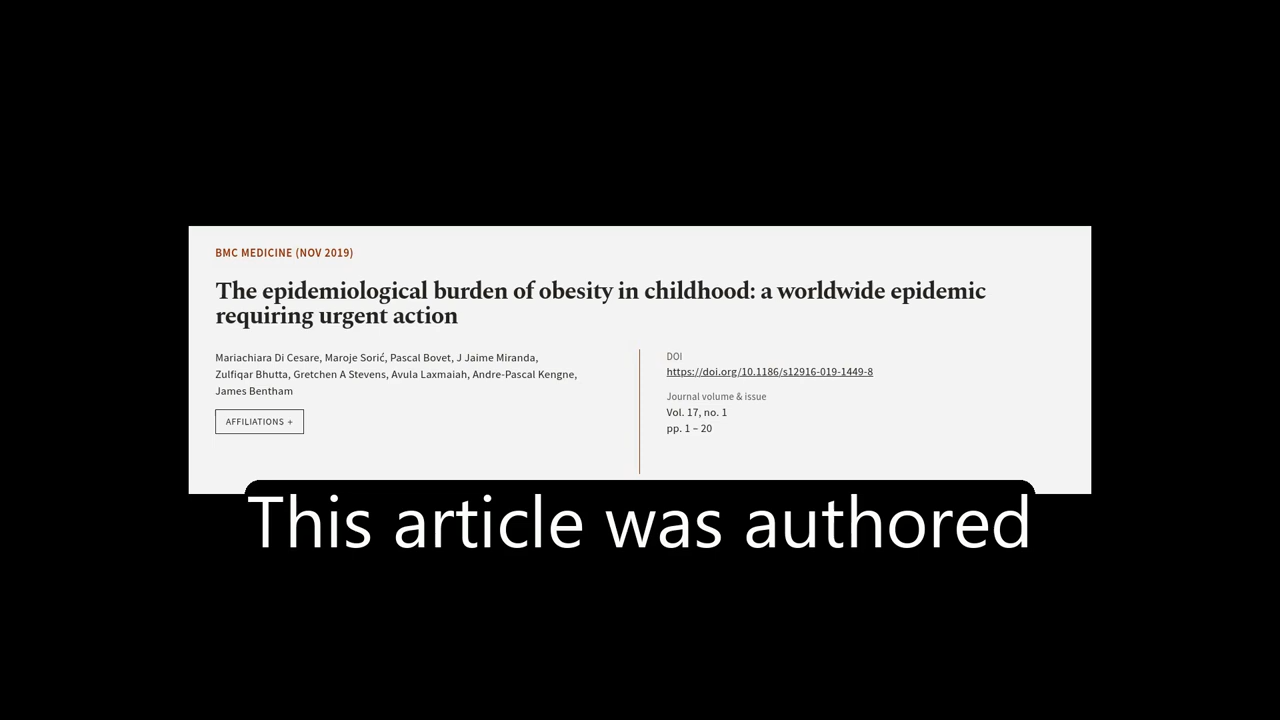 BMC MEDICINE (NOV 2019)
The epidemiological burden of obesity in childhood: a worldwide epidemic
requiring urgent action
Mariachiara Di Cesare, Maroje Sorić, Pascal Bovet, J Jaime Miranda,
Zulfiqar Bhutta, Gretchen A Stevens, Avula Laxmaiah, Andre-Pascal Kengne,
James Bentham
AFFILIATIONS +
DOI
https://doi.org/10.1186/s12916-019-1449-8
Journal volume & issue
Vol. 17, no. 1
pp. 1 – 20
This article was authored